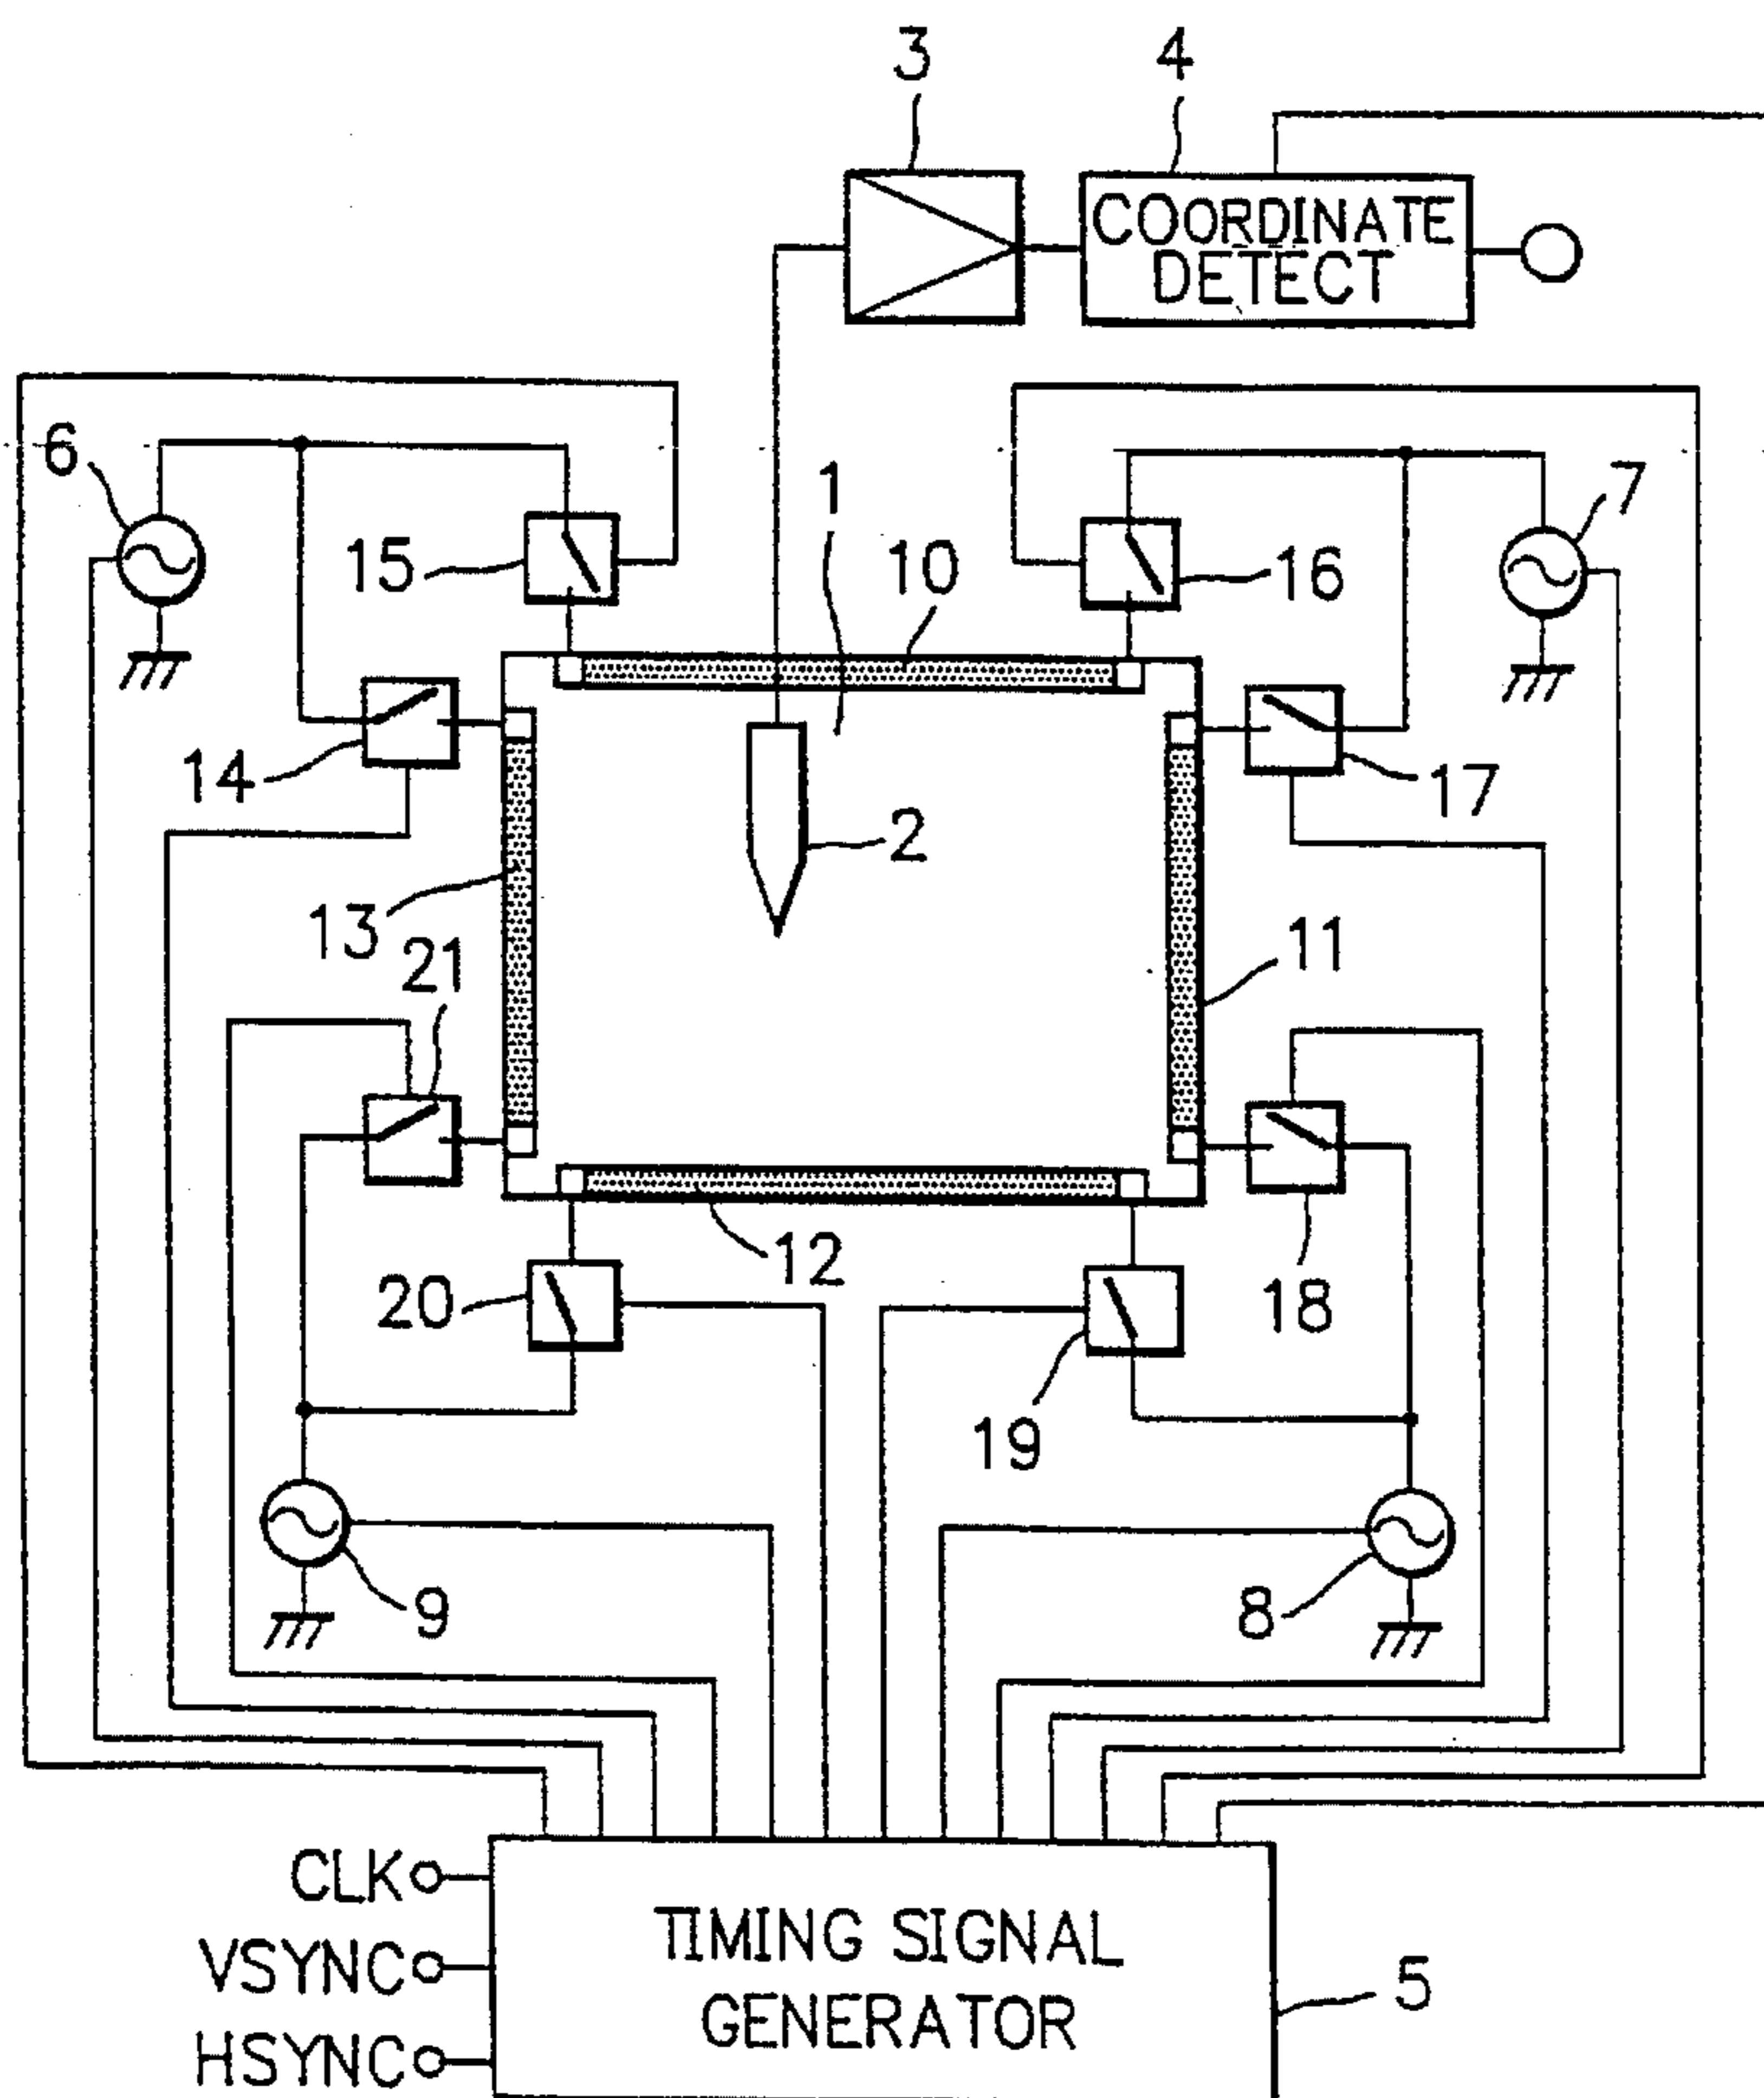 3 4
COORDINATE
DETECT
6 7
1
15 10 16
14 17
2
13 11
21
12
20 18
19
9 8
CLK
VSYNC
HSYNC
TIMING SIGNAL
GENERATOR
5